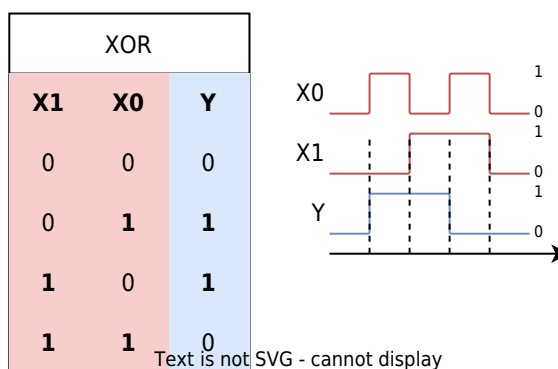 XOR
X1 X0 Y
0 0 0
0 1 1
1 0 1
1 1 0
Text is not SVG - cannot display
X0 1
0
X1 1
0
Y 1
0